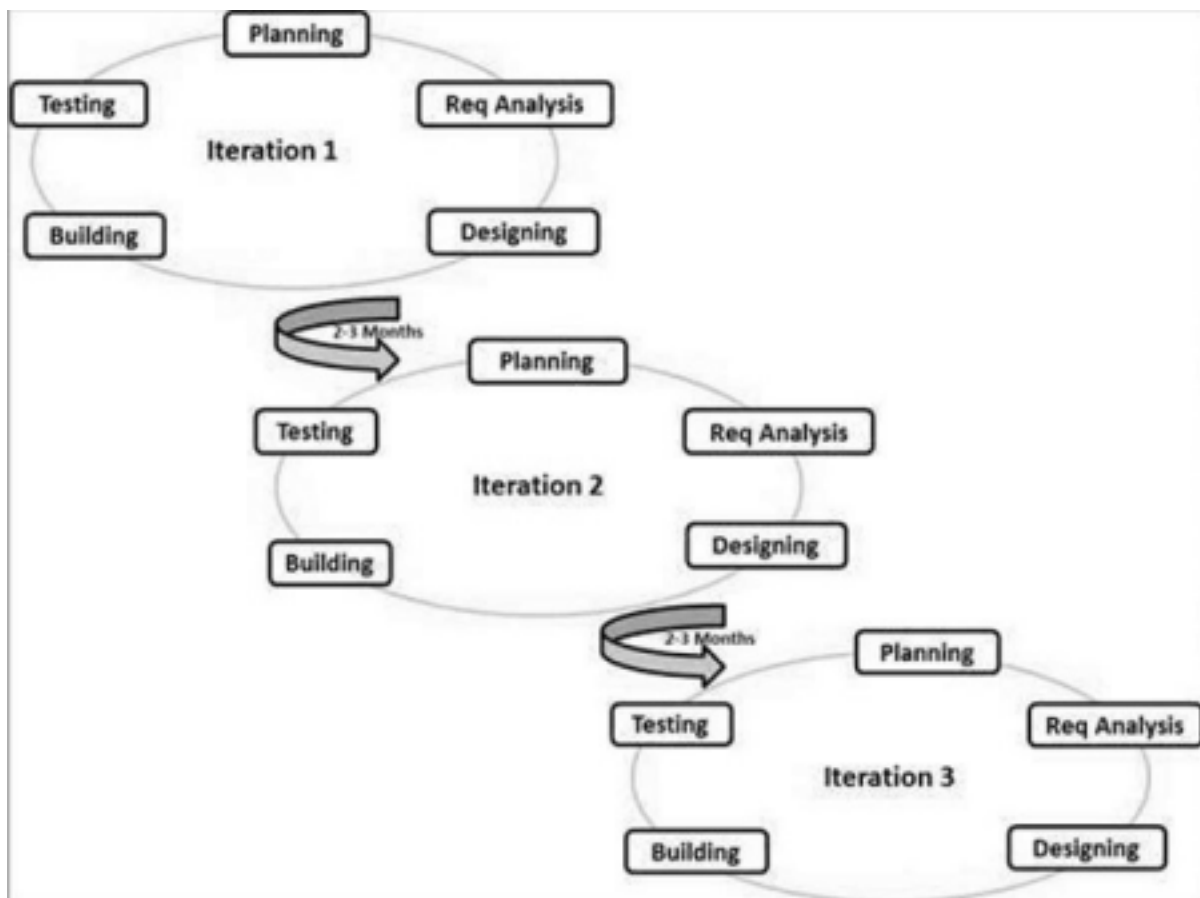 Planning
Testing
Req Analysis
Iteration 1
Building
Designing
2-3 Months
Planning
Testing
Req Analysis
Iteration 2
Building
Designing
2-3 Months
Planning
Testing
Req Analysis
Iteration 3
Building
Designing